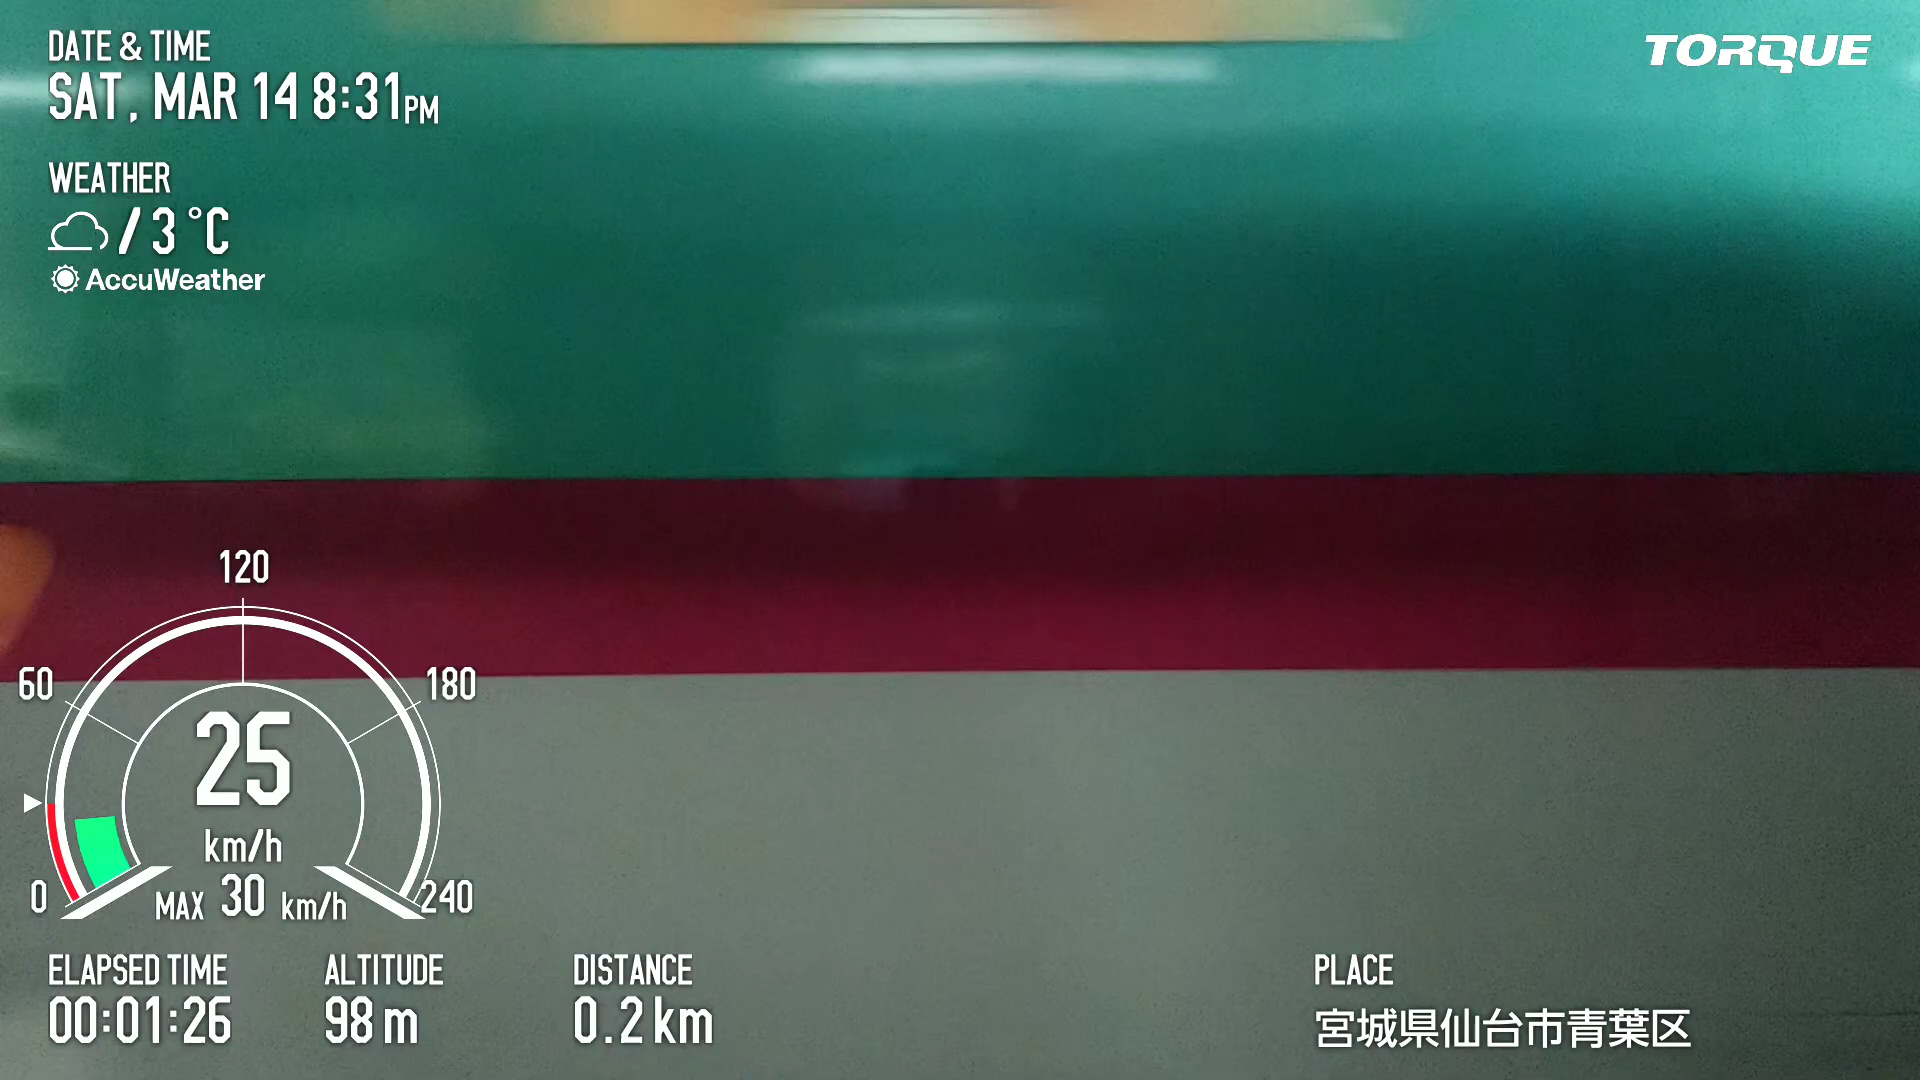 DATE & TIME
SAT, MAR 14 8:31PM
TORQUE
WEATHER
/ 3 °C
AccuWeather
120
60
180
25
km/h
0
MAX 30 km/h
240
ELAPSED TIME
00:01:26
ALTITUDE
98 m
DISTANCE
0.2 km
PLACE
宮城県仙台市青葉区